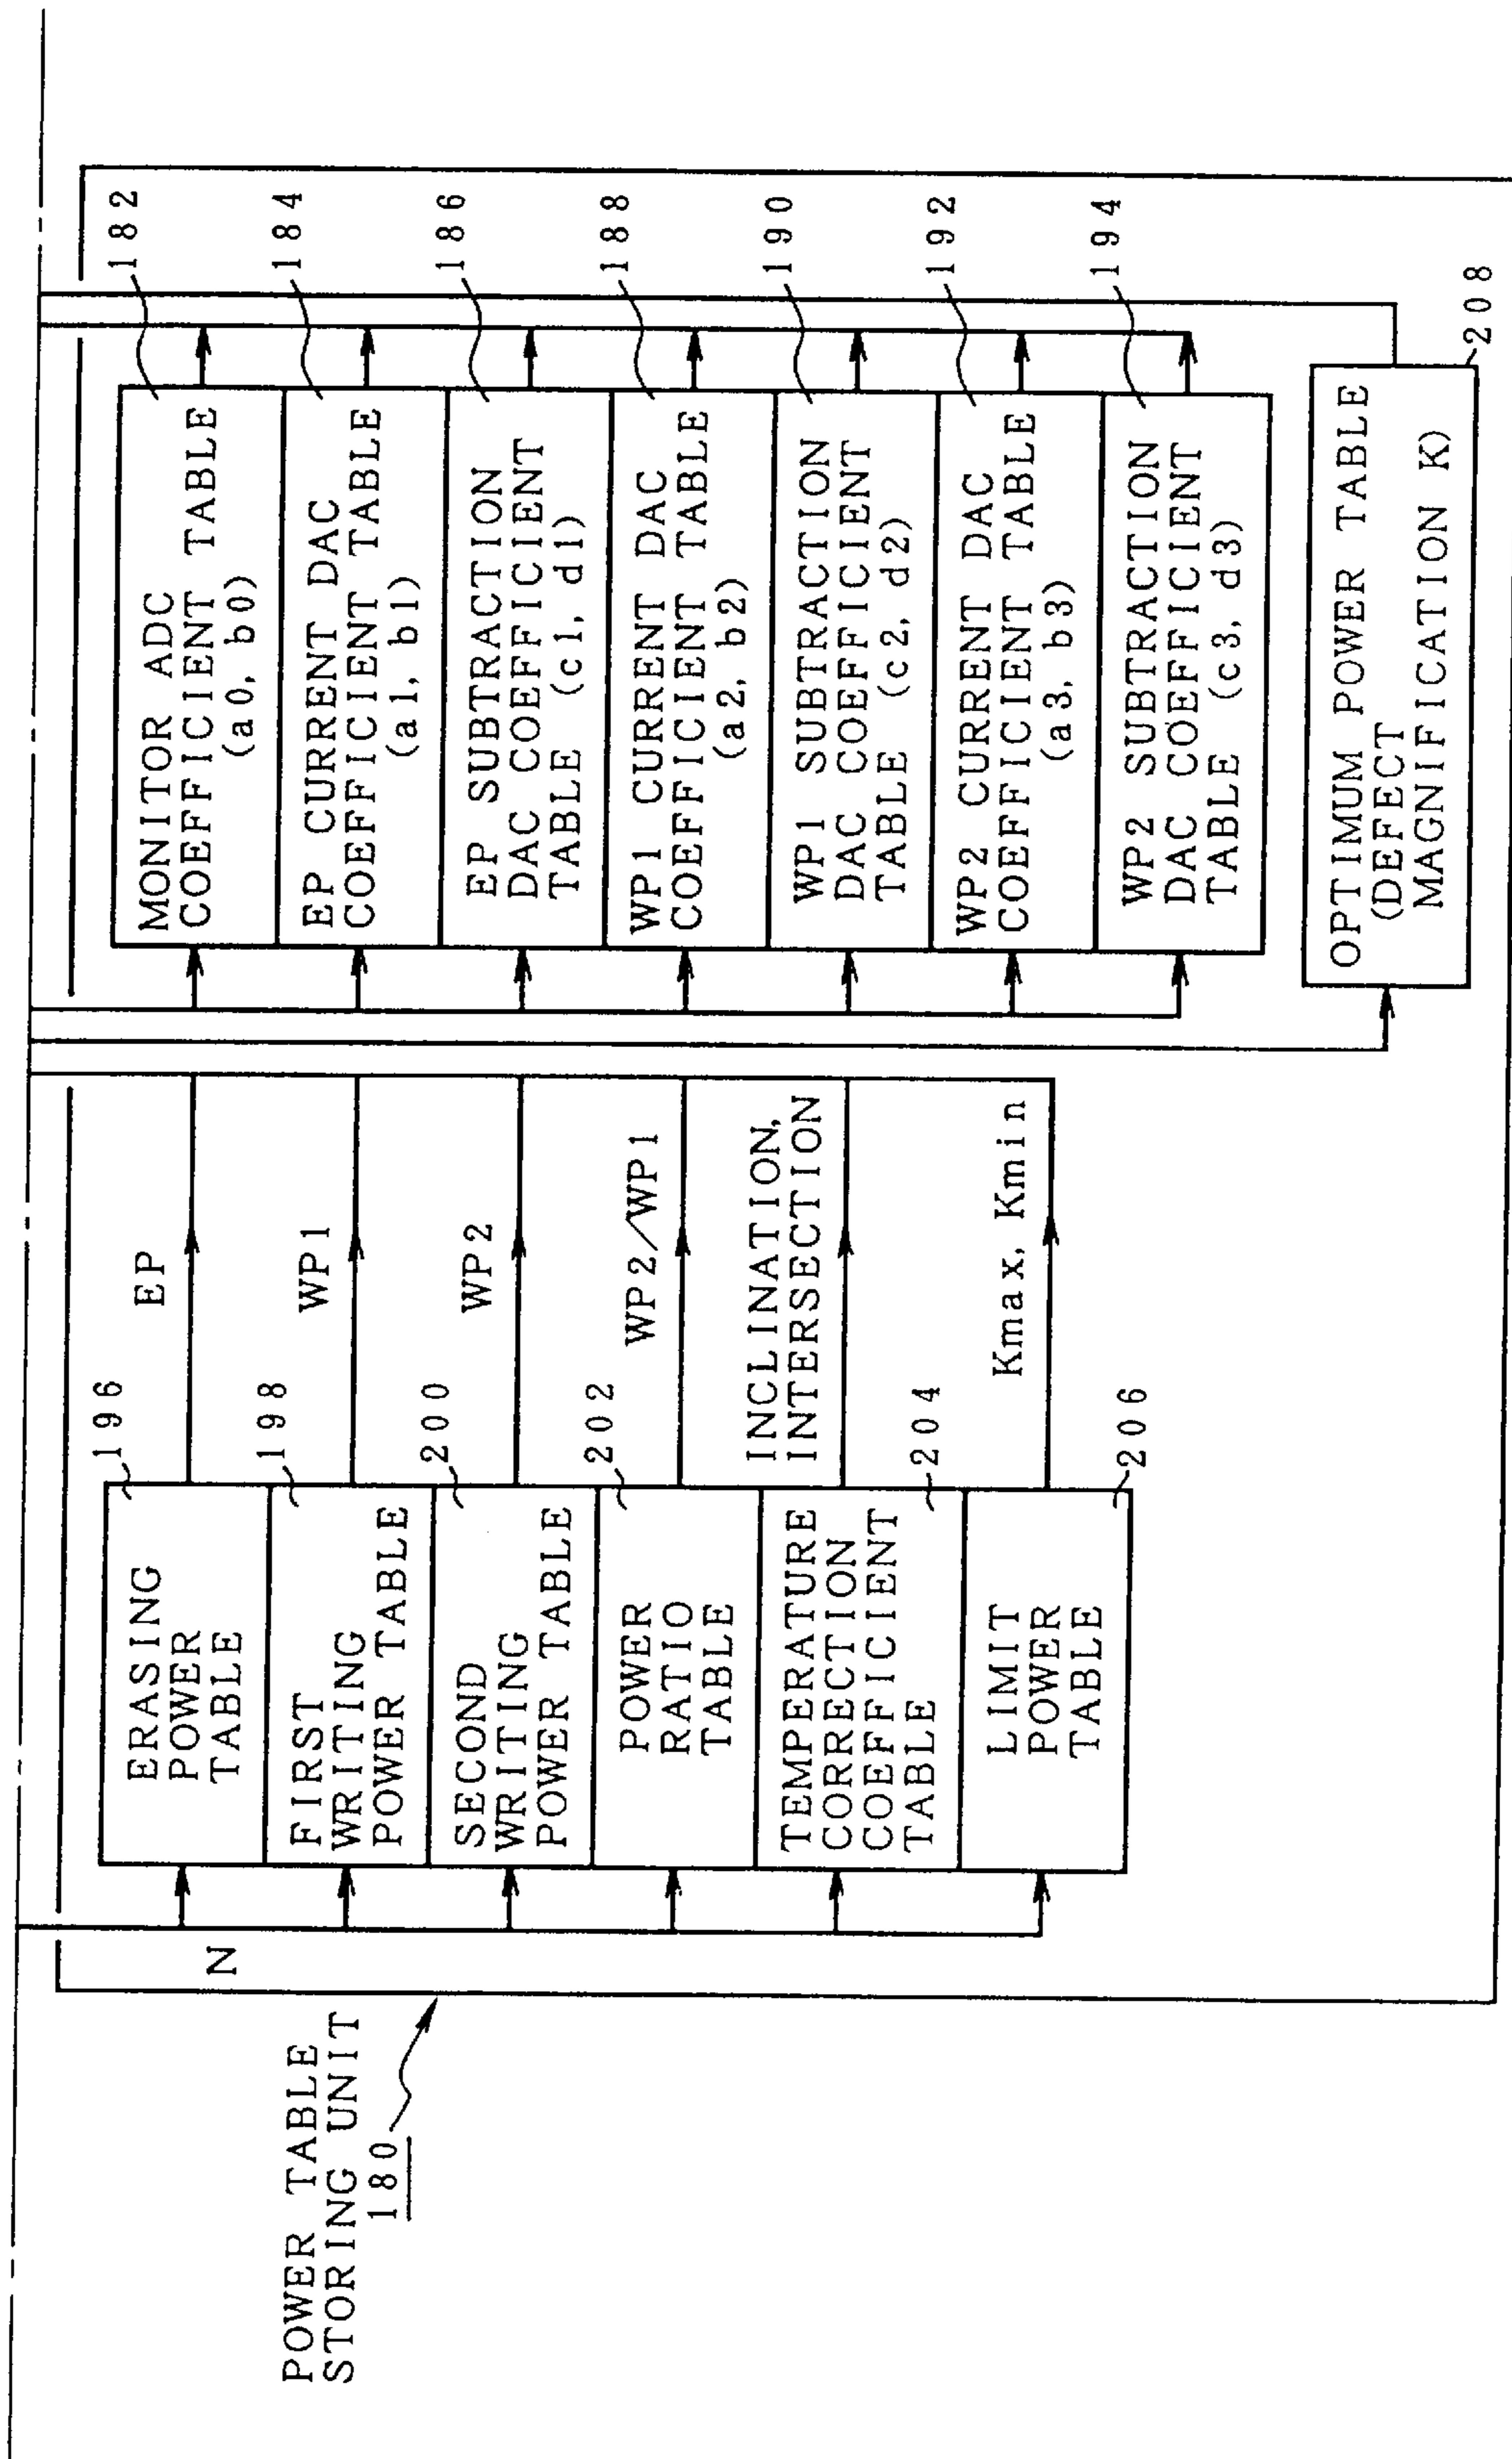 POWER TABLE
STORING UNIT
180
N
ERASING
POWER
TABLE
196
EP
FIRST
WRITING
POWER TABLE
198
WP1
SECOND
WRITING
POWER TABLE
200
WP2
POWER
RATIO
TABLE
202
WP2/WP1
TEMPERATURE
CORRECTION
COEFFICIENT
TABLE
204
INCLINATION,
INTERSECTION
LIMIT
POWER
TABLE
206
Kmax, Kmin
MONITOR ADC
COEFFICIENT TABLE
(a0, b0)
182
EP CURRENT DAC
COEFFICIENT TABLE
(a1, b1)
184
EP SUBTRACTION
DAC COEFFICIENT
TABLE (c1, d1)
186
WP1 CURRENT DAC
COEFFICIENT TABLE
(a2, b2)
188
WP1 SUBTRACTION
DAC COEFFICIENT
TABLE (c2, d2)
190
WP2 CURRENT DAC
COEFFICIENT TABLE
(a3, b3)
192
WP2 SUBTRACTION
DAC COEFFICIENT
TABLE (c3, d3)
194
OPTIMUM POWER TABLE
(DEFECT
MAGNIFICATION K)
208